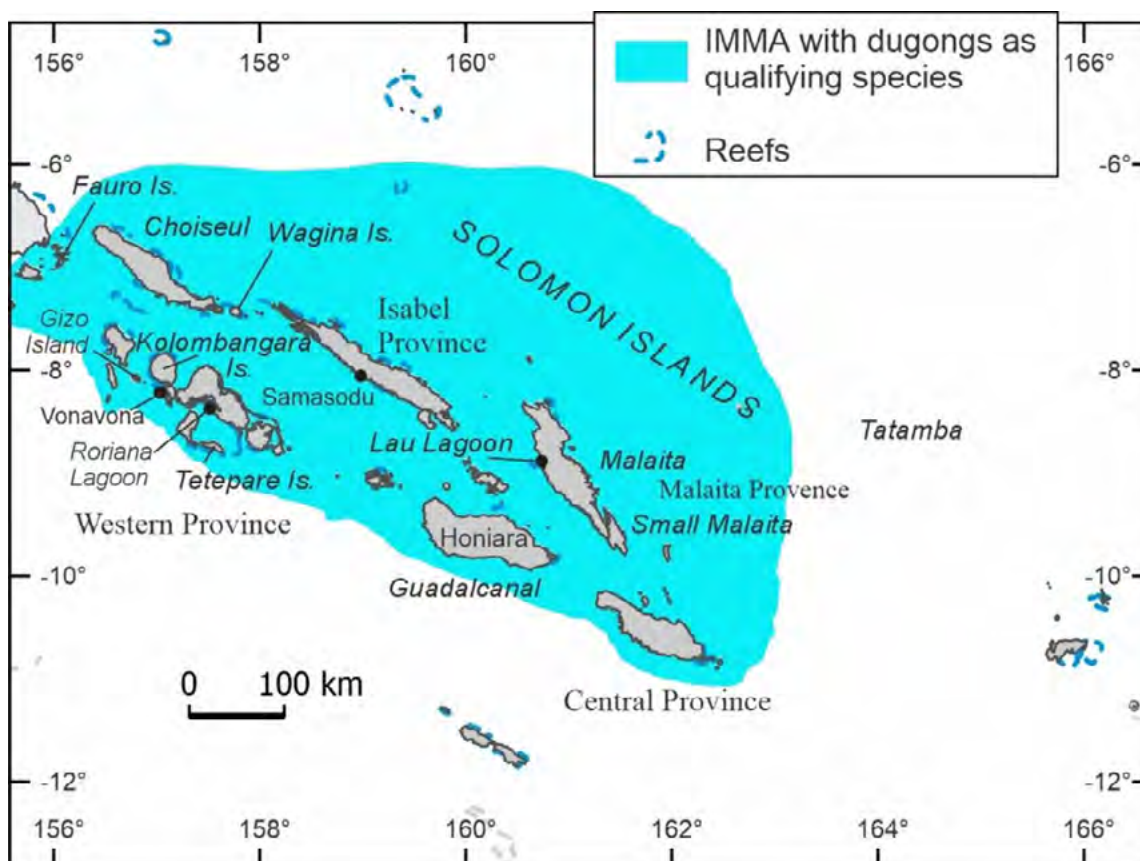 156°
158°
160°
166°
IMMA with dugongs as
qualifying species
Reefs
-6°
-6°
Fauro Is.
Choiseul
Wagina Is.
SOLOMON ISLANDS
Isabel
Province
Gizo
Island
Kolombangara
Is.
-8°
-8°
Samasodu
Vonavona
Roriana
Lagoon
Tetepare Is.
Lau Lagoon
Malaita
Tatamba
Malaita Provence
Small Malaita
Western Province
Honiara
Guadalcanal
-10°
-10°
0 100 km
Central Province
-12°
-12°
156°
158°
160°
162°
164°
166°